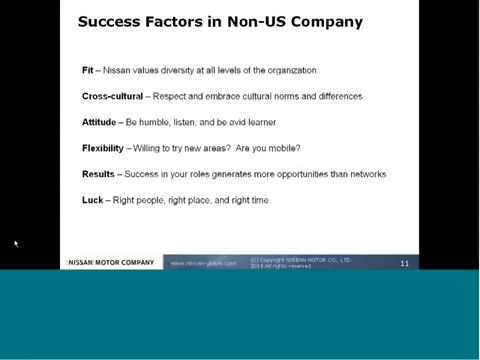 Success Factors in Non-US Company
Fit – Nissan values diversity at all levels of the organization
Cross-cultural – Respect and embrace cultural norms and differences
Attitude – Be humble, listen, and be avid learner
Flexibility – Willing to try new areas? Are you mobile?
Results – Success in your roles generates more opportunities than networks
Luck – Right people, right place, and right time
NISSAN MOTOR COMPANY
www.nissan-global.com
(C) Copyright NISSAN MOTOR CO., LTD.
All rights reserved.
11